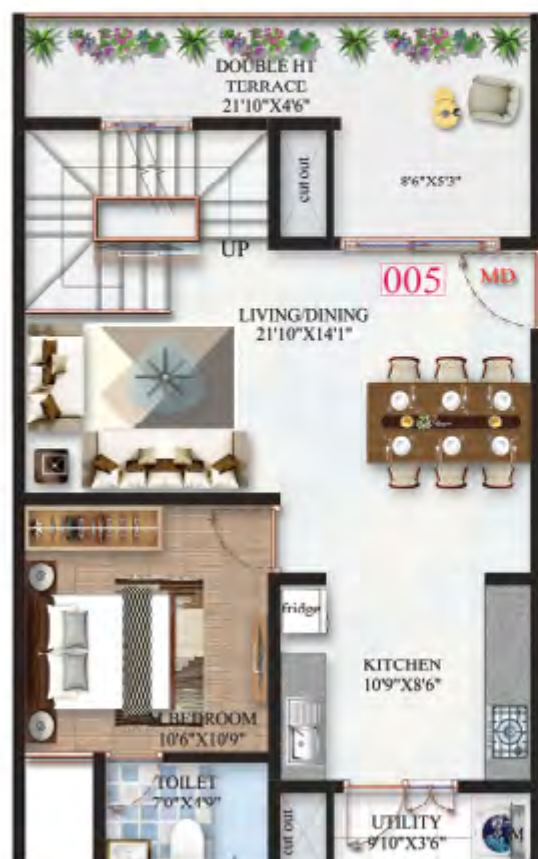 DOUBLE HT
TERRACE
21'10"X4'6"
cut out
8'6"X5'3"
UP
005
MD
LIVING/DINING
21'10"X14'1"
fridge
KITCHEN
10'9"X8'6"
BEDROOM
10'6"X10'9"
TOILET
7'0"X4'9"
cut out
UTILITY
9'10"X3'6"